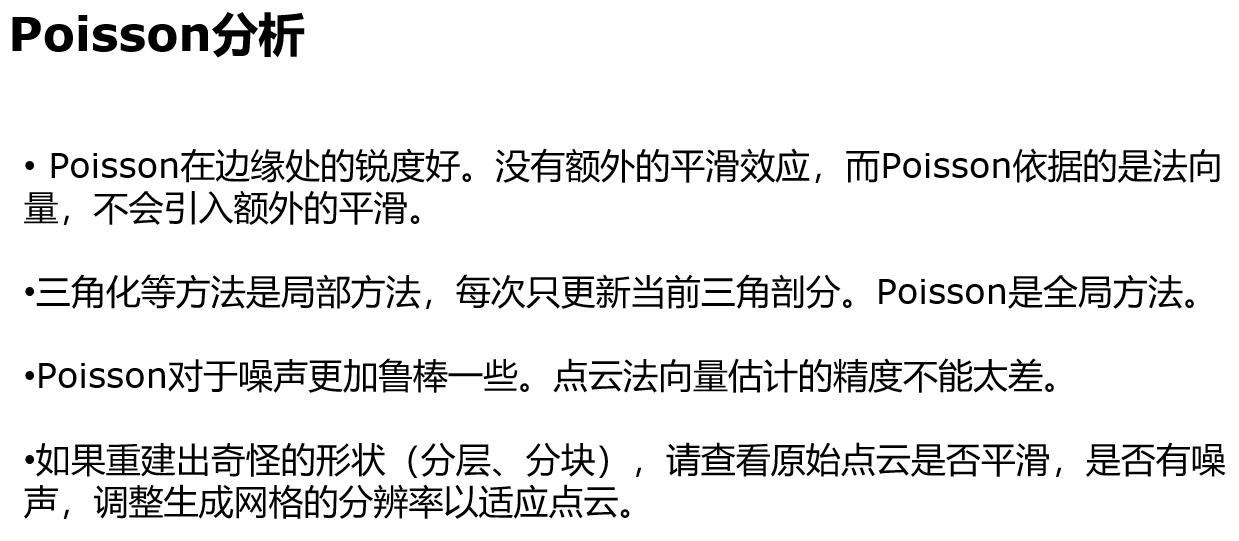 Poisson分析
• Poisson在边缘处的锐度好。没有额外的平滑效应，而Poisson依据的是法向
量，不会引入额外的平滑。
•三角化等方法是局部方法，每次只更新当前三角剖分。Poisson是全局方法。
•Poisson对于噪声更加鲁棒一些。点云法向量估计的精度不能太差。
•如果重建出奇怪的形状（分层、分块），请查看原始点云是否平滑，是否有噪
声，调整生成网格的分辨率以适应点云。